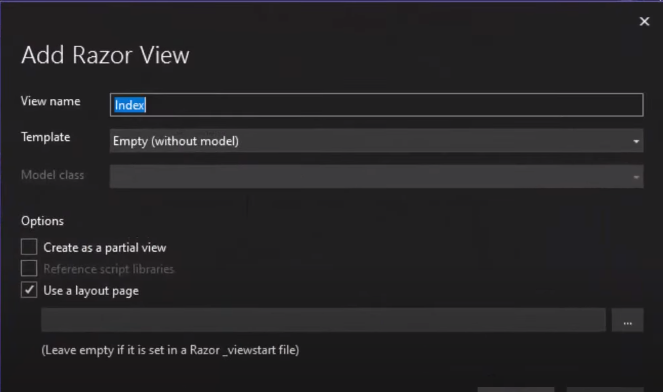 Add Razor View
View name
Index
Template
Empty (without model)
Model class
Options
Create as a partial view
Reference script libraries
Use a layout page
...
(Leave empty if it is set in a Razor _viewstart file)